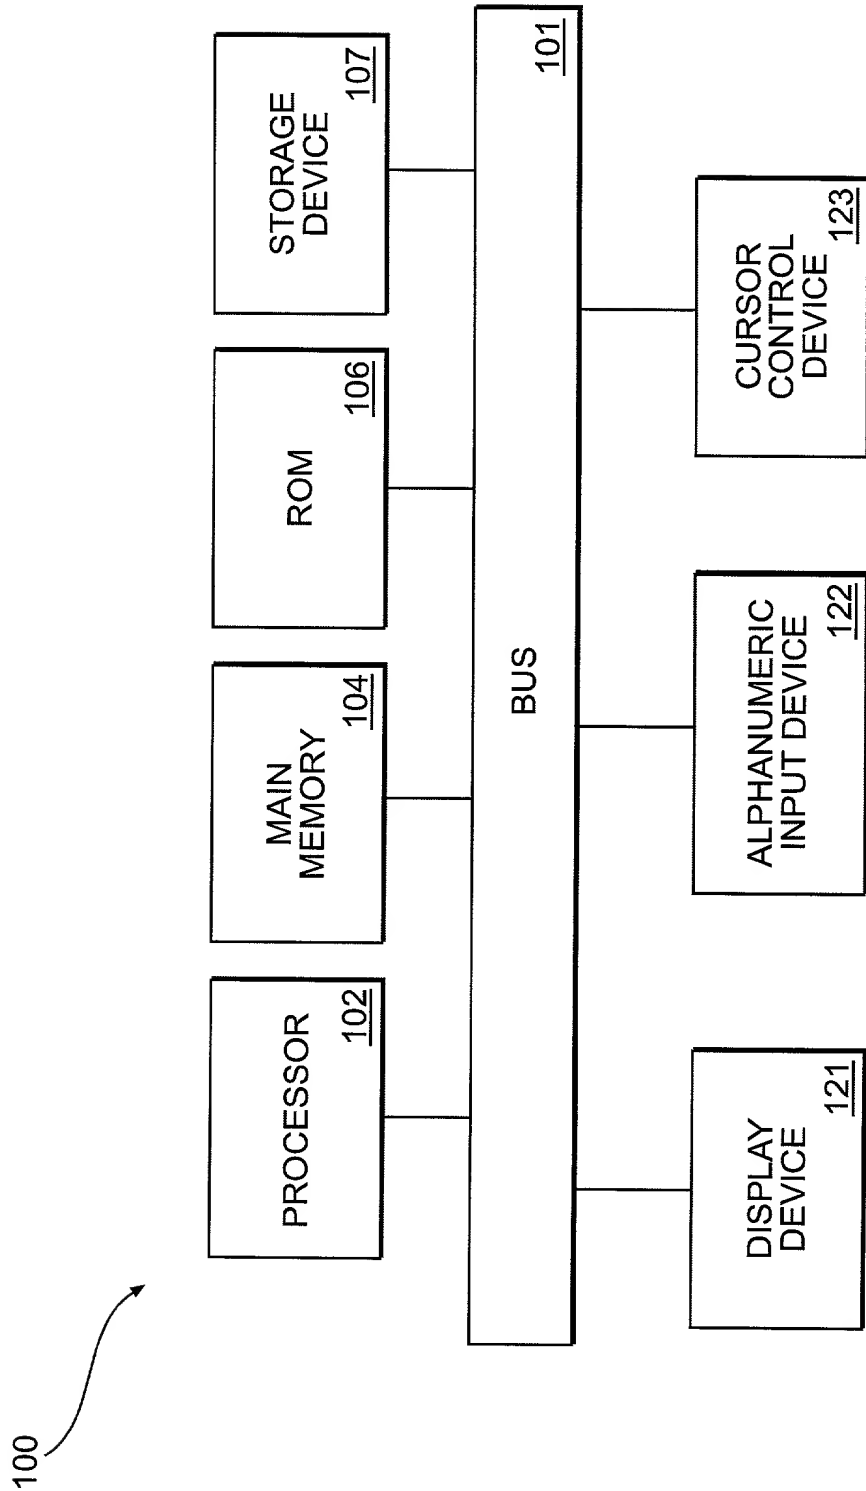 100
PROCESSOR
102
MAIN
MEMORY
104
ROM
106
STORAGE
DEVICE
107
BUS
101
DISPLAY
DEVICE
121
ALPHANUMERIC
INPUT DEVICE
122
CURSOR
CONTROL
DEVICE
123